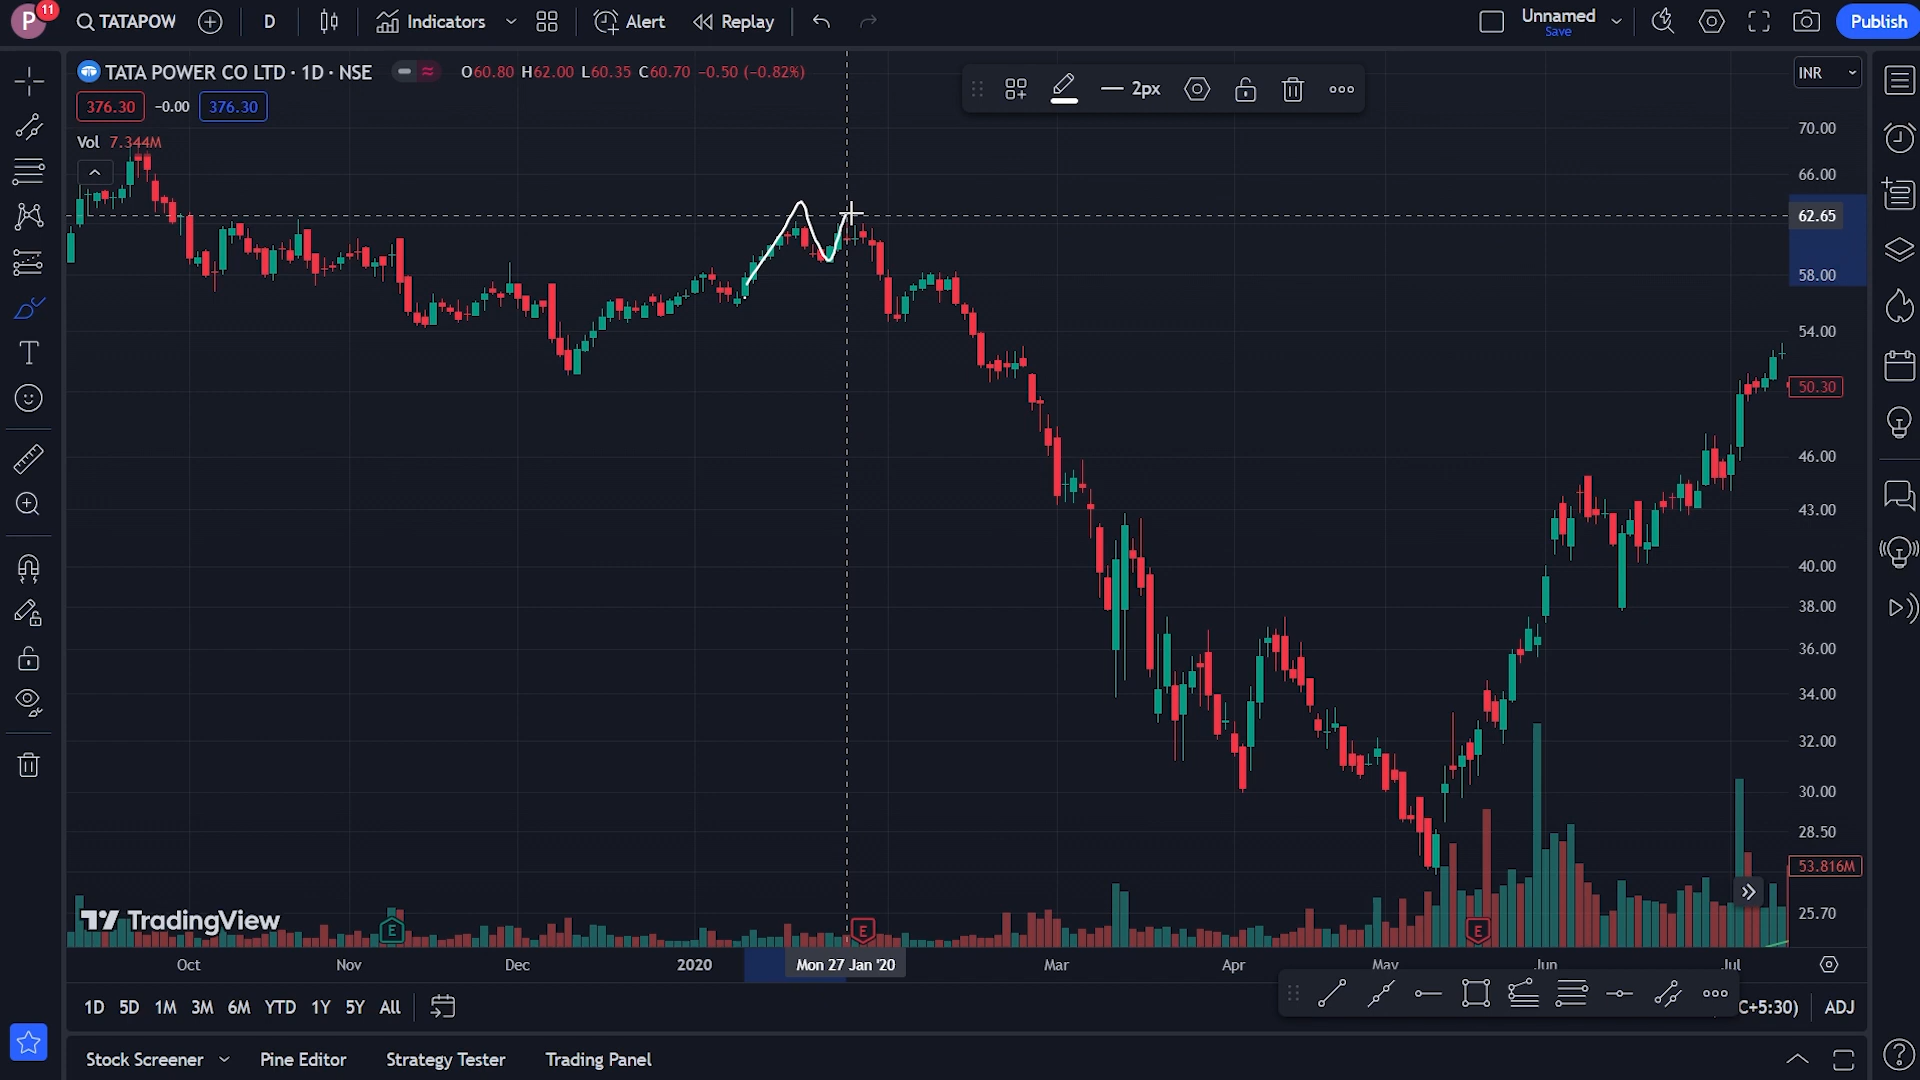 P
11
TATAPOW
D
Indicators
Alert
Replay
Unnamed
Save
Publish
TATA POWER CO LTD · 1D · NSE
O60.80 H62.00 L60.35 C60.70 -0.50 (-0.82%)
376.30 -0.00 376.30
Vol 7.344M
2px
INR
70.00
66.00
62.65
58.00
54.00
50.30
46.00
43.00
40.00
38.00
36.00
34.00
32.00
30.00
28.50
53.816M
25.70
TradingView
E
E
E
Oct
Nov
Dec
2020
Mon 27 Jan '20
Mar
Apr
May
Jun
Jul
1D 5D 1M 3M 6M YTD 1Y 5Y All
C+5:30)
ADJ
Stock Screener
Pine Editor
Strategy Tester
Trading Panel